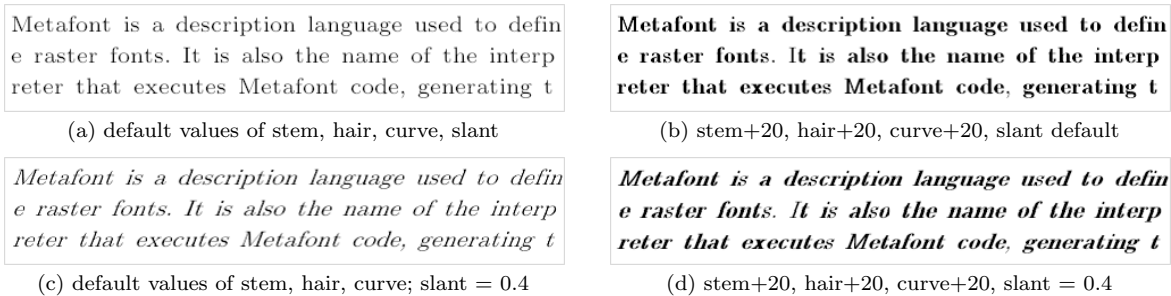 Metafont is a description language used to defin
e raster fonts. It is also the name of the interp
reter that executes Metafont code, generating t
(a) default values of stem, hair, curve, slant
Metafont is a description language used to defin
e raster fonts. It is also the name of the interp
reter that executes Metafont code, generating t
(b) stem+20, hair+20, curve+20, slant default
Metafont is a description language used to defin
e raster fonts. It is also the name of the interp
reter that executes Metafont code, generating t
(c) default values of stem, hair, curve; slant = 0.4
Metafont is a description language used to defin
e raster fonts. It is also the name of the interp
reter that executes Metafont code, generating t
(d) stem+20, hair+20, curve+20, slant = 0.4